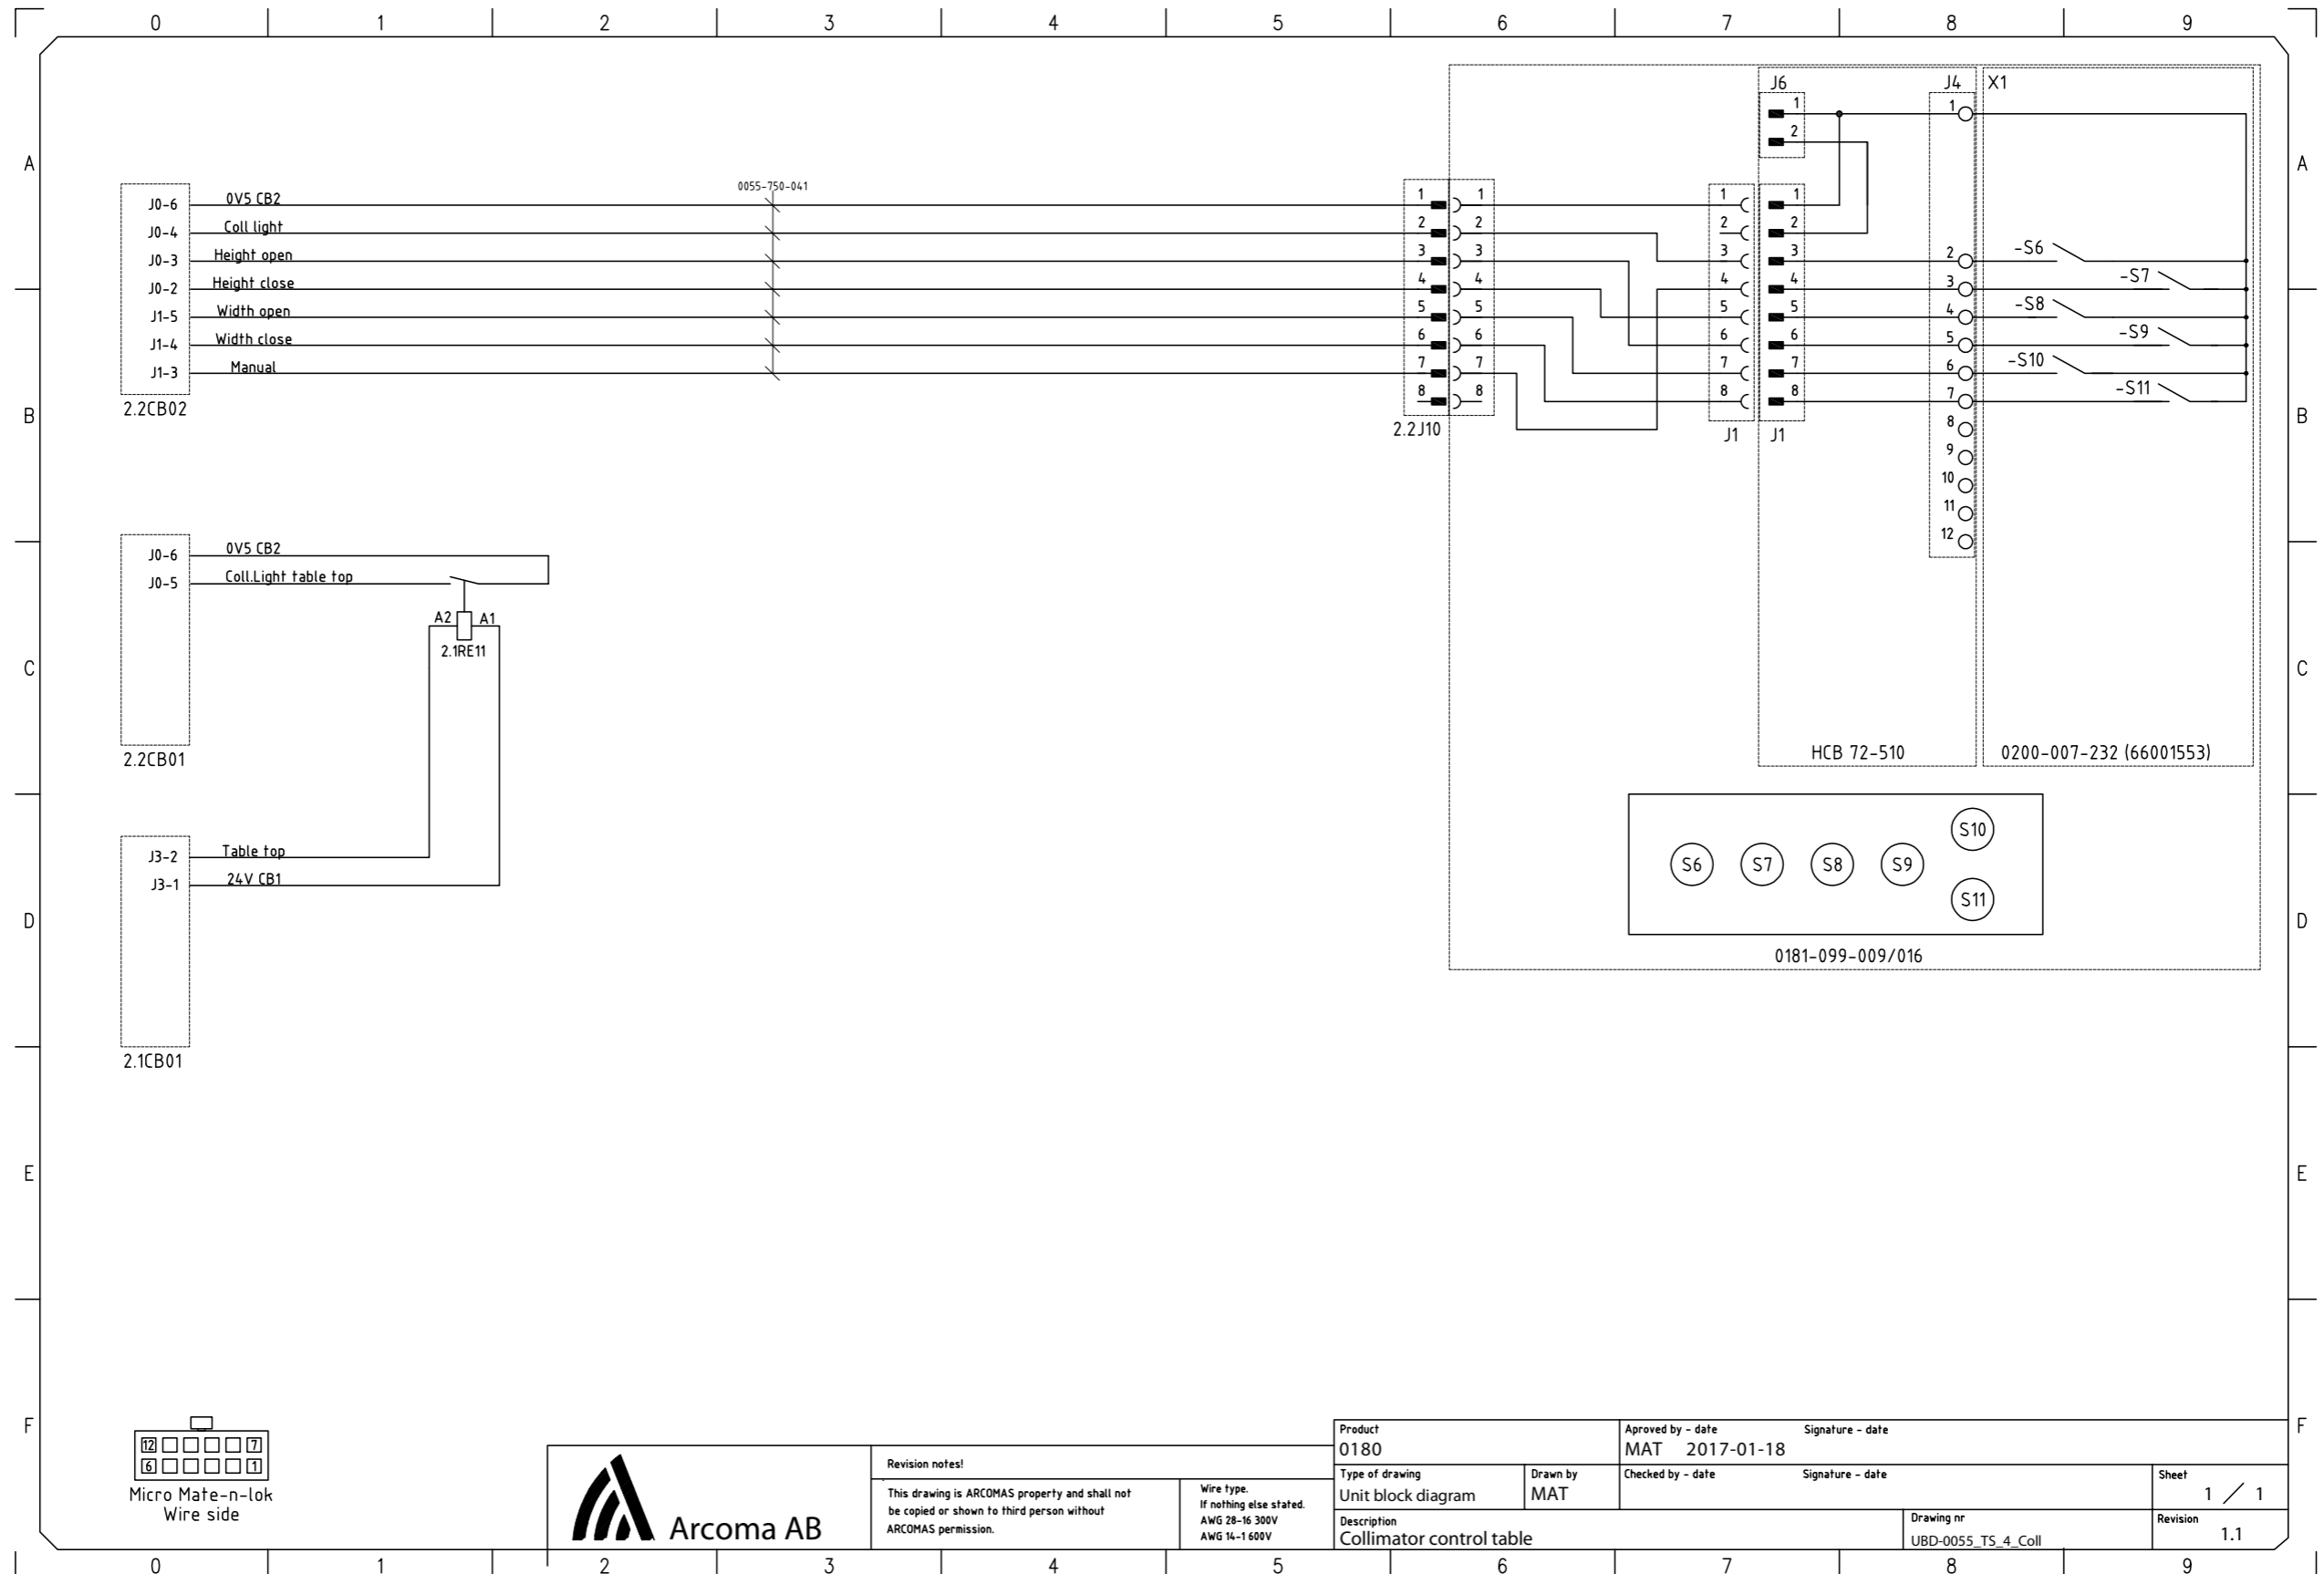 0 1 2 3 4 5 6 7 8 9
J6 J4 X1
1 1
2
A A
0055-750-041
J0-6 0V5 CB2 1 1 1 1
J0-4 Coll light 2 2 2 2
J0-3 Height open 3 3 3 3 2 -S6
J0-2 Height close 4 4 4 4 3 -S7
J1-5 Width open 5 5 5 5 4 -S8
J1-4 Width close 6 6 6 6 5 -S9
J1-3 Manual 7 7 7 7 6 -S10
8 8 8 8 7 -S11
2.2CB02
B B
2.2J10 J1 J1 8
9
10
11
12
J0-6 0V5 CB2
J0-5 Coll.Light table top
A2 A1
2.1RE11
C C
2.2CB01
HCB 72-510 0200-007-232 (66001553)
S10
J3-2 Table top
S6 S7 S8 S9
J3-1 24V CB1
S11
D D
0181-099-009/016
2.1CB01
E E
F F
12 7
6 1
Micro Mate-n-lok
Wire side
Arcoma AB
Revision notes!
This drawing is ARCOMAS property and shall not
be copied or shown to third person without
ARCOMAS permission.
Wire type.
If nothing else stated.
AWG 28-16 300V
AWG 14-1 600V
Product
0180
Aproved by - date Signature - date
MAT 2017-01-18
Type of drawing
Unit block diagram
Drawn by
MAT
Checked by - date Signature - date
Sheet
1 / 1
Description
Collimator control table
Drawing nr
UBD-0055_TS_4_Coll
Revision
1.1
0 1 2 3 4 5 6 7 8 9